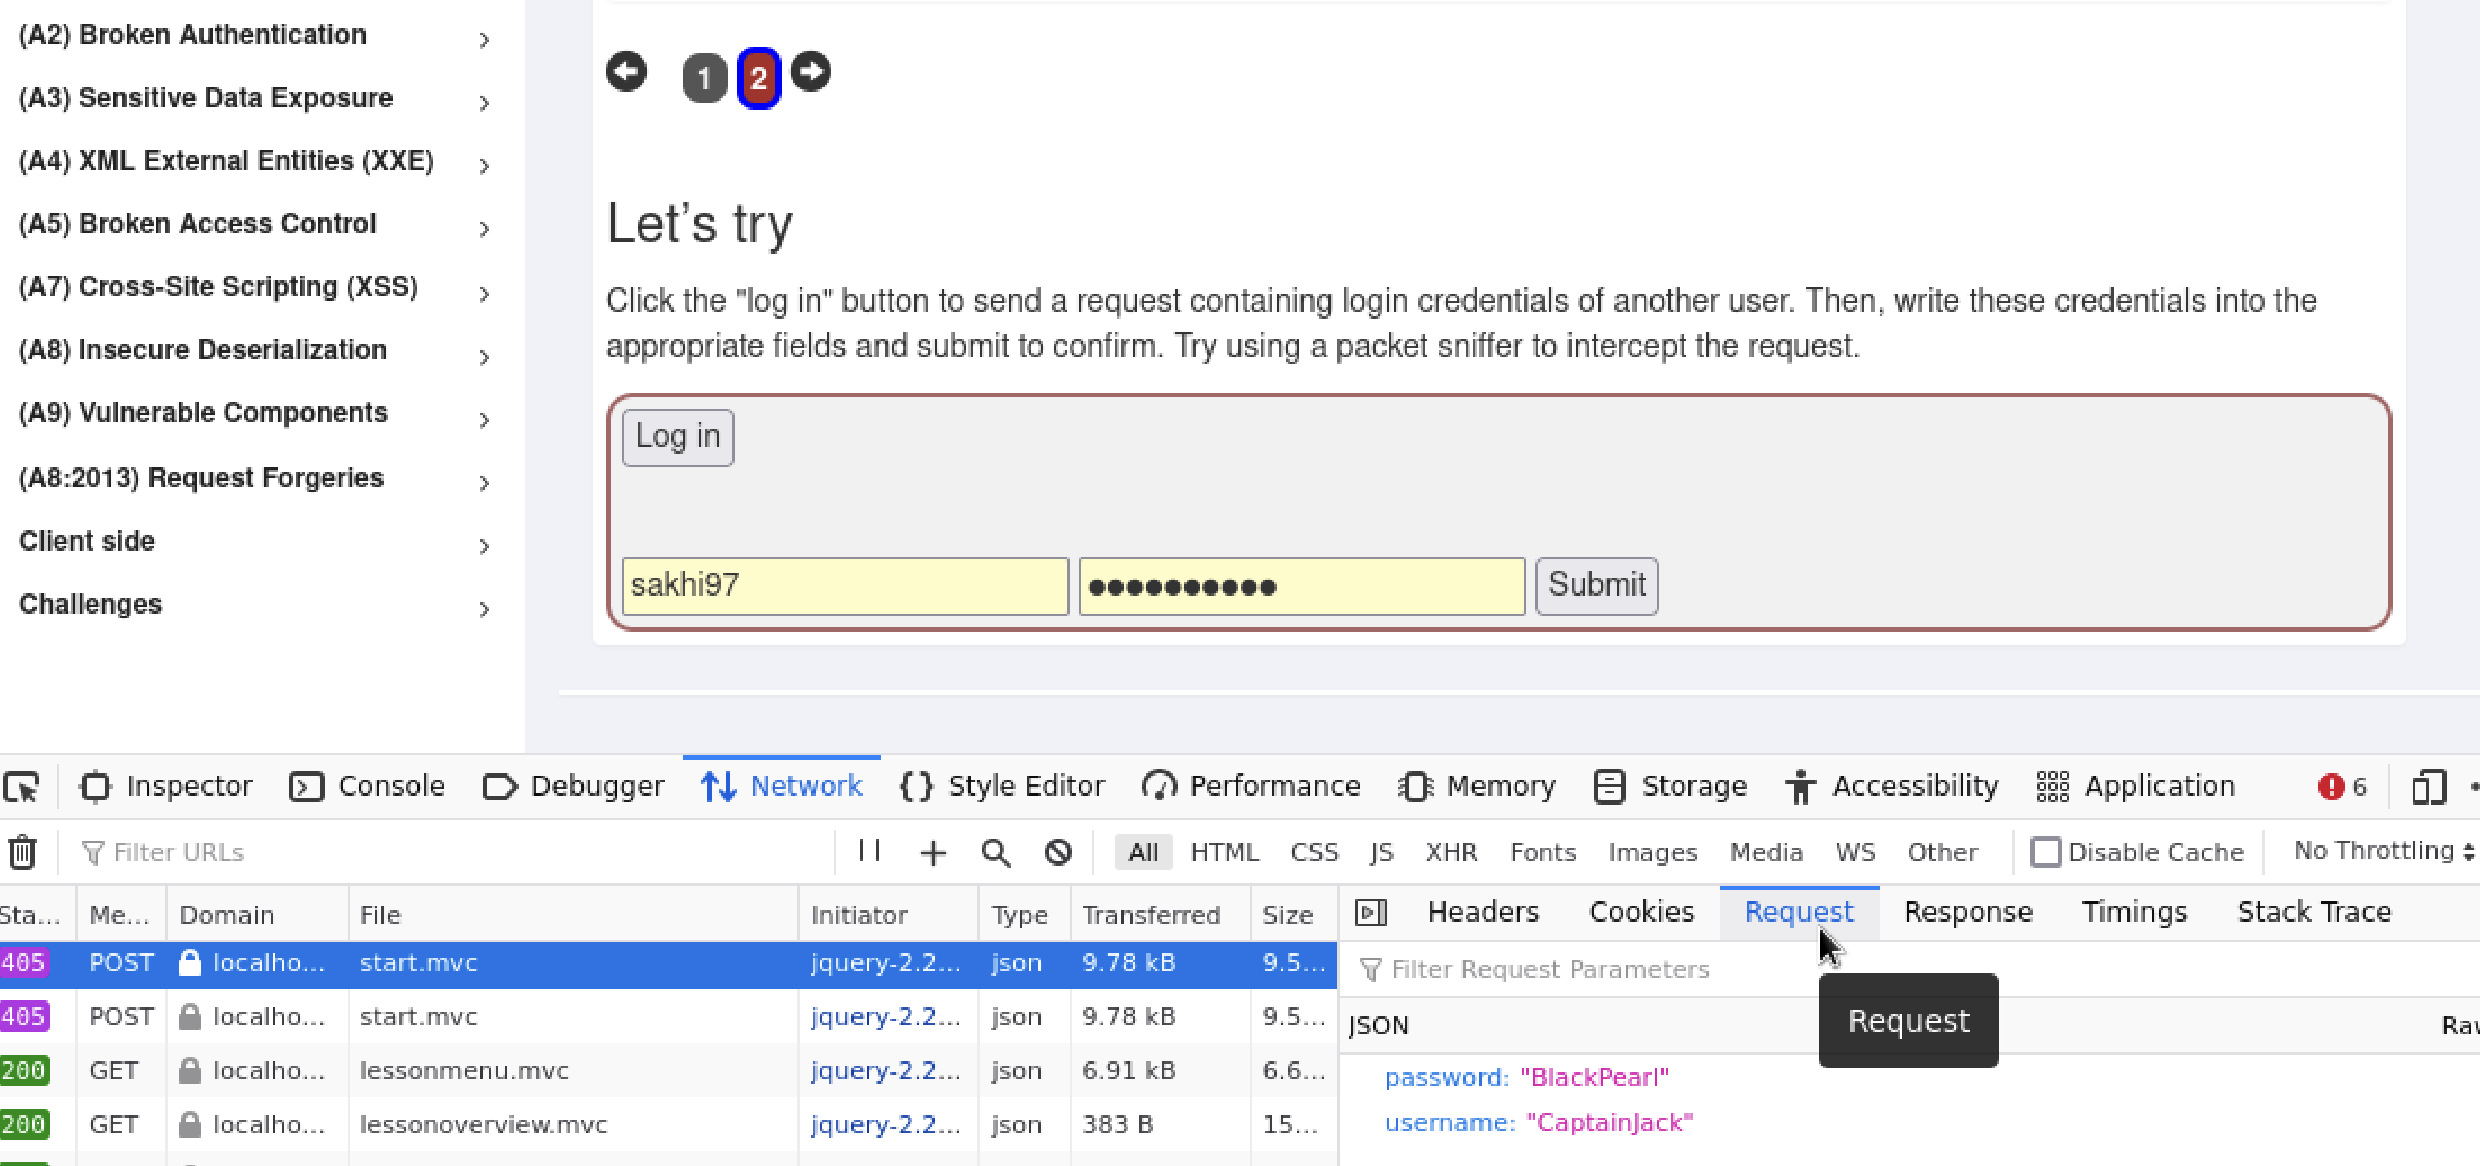 (A2) Broken Authentication
(A3) Sensitive Data Exposure
(A4) XML External Entities (XXE)
(A5) Broken Access Control
(A7) Cross-Site Scripting (XSS)
(A8) Insecure Deserialization
(A9) Vulnerable Components
(A8:2013) Request Forgeries
Client side
Challenges
1 2
Let's try
Click the "log in" button to send a request containing login credentials of another user. Then, write these credentials into the
appropriate fields and submit to confirm. Try using a packet sniffer to intercept the request.
Log in
sakhi97 ●●●●●●●●●● Submit
Inspector Console Debugger Network Style Editor Performance Memory Storage Accessibility Application 6
Filter URLs All HTML CSS JS XHR Fonts Images Media WS Other Disable Cache No Throttling
Sta... Me... Domain File Initiator Type Transferred Size
405 POST localho... start.mvc jquery-2.2... json 9.78 kB 9.5...
405 POST localho... start.mvc jquery-2.2... json 9.78 kB 9.5...
200 GET localho... lessonmenu.mvc jquery-2.2... json 6.91 kB 6.6...
200 GET localho... lessonoverview.mvc jquery-2.2... json 383 B 15...
Headers Cookies Request Response Timings Stack Trace
Filter Request Parameters
Request
JSON
password: "BlackPearl"
username: "CaptainJack"